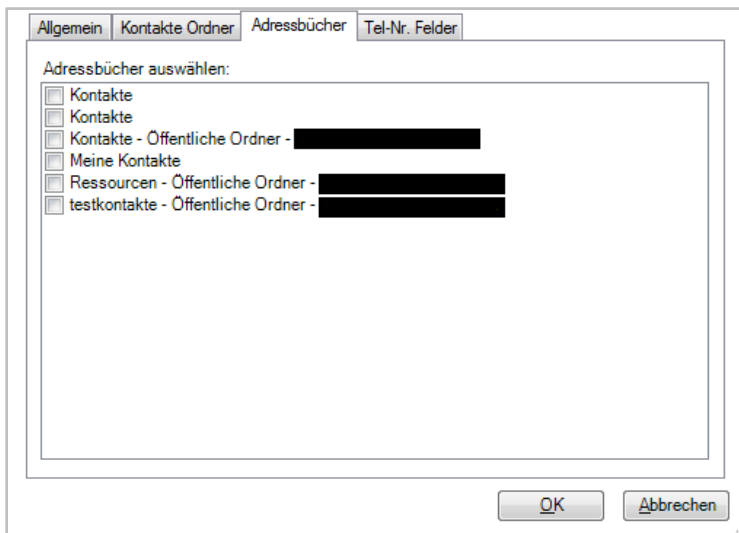 Allgemein Kontakte Ordner Adressbücher Tel-Nr. Felder
Adressbücher auswählen:
Kontakte
Kontakte
Kontakte - Öffentliche Ordner -
Meine Kontakte
Ressourcen - Öffentliche Ordner -
testkontakte - Öffentliche Ordner -
OK Abbrechen